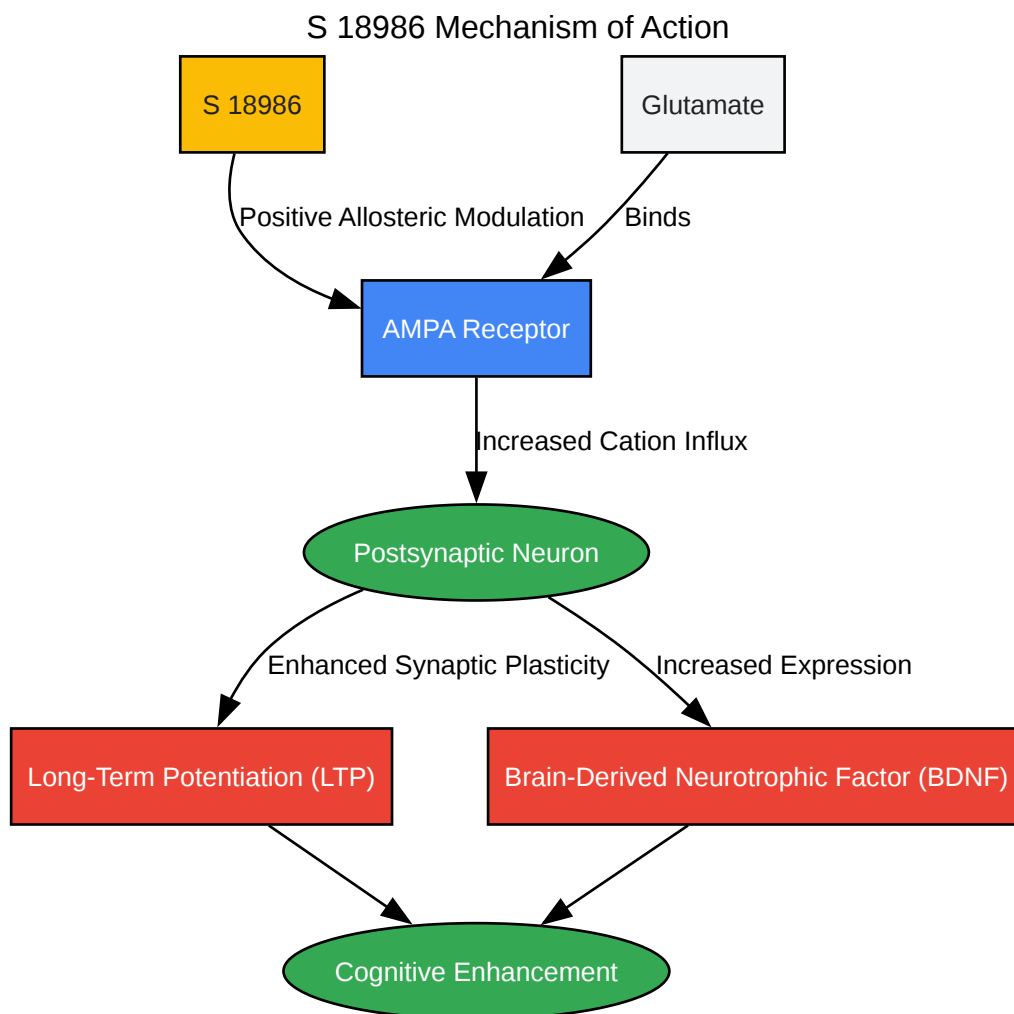 S 18986 Mechanism of Action
S 18986
Glutamate
Positive Allosteric Modulation
Binds
AMPA Receptor
Increased Cation Influx
Postsynaptic Neuron
Enhanced Synaptic Plasticity
Increased Expression
Long-Term Potentiation (LTP)
Brain-Derived Neurotrophic Factor (BDNF)
Cognitive Enhancement